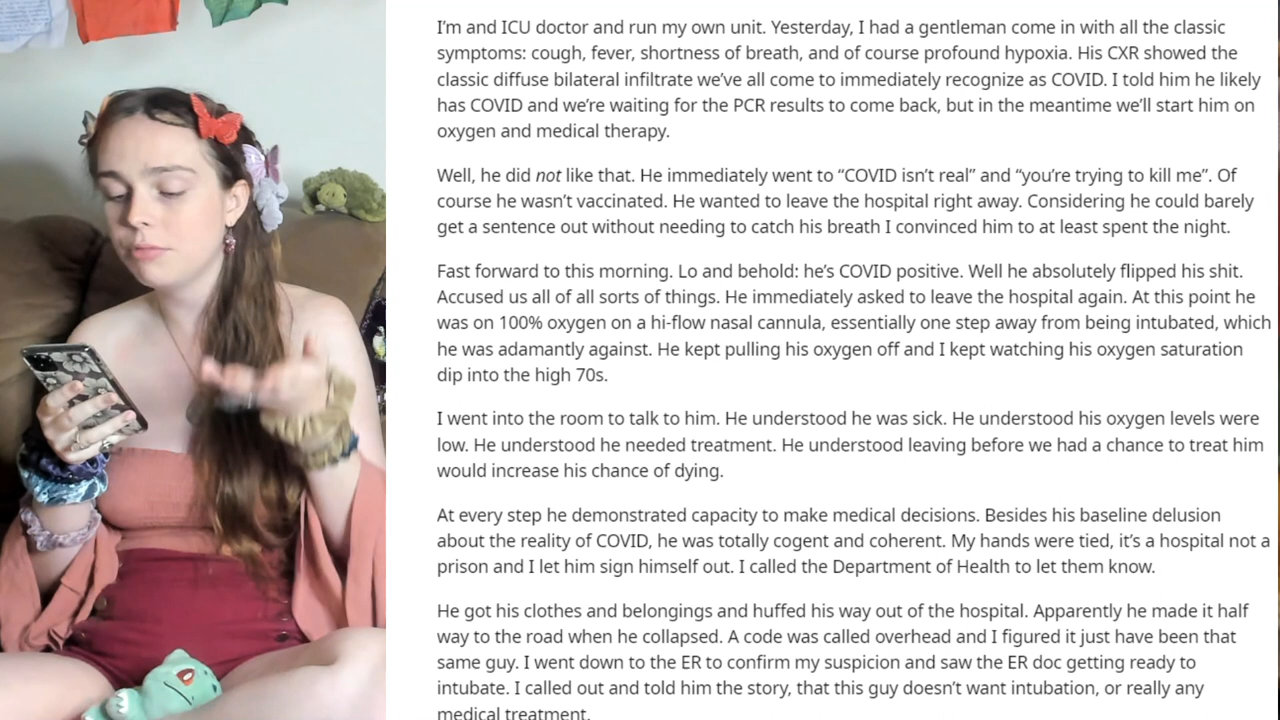 I'm and ICU doctor and run my own unit. Yesterday, I had a gentleman come in with all the classic
symptoms: cough, fever, shortness of breath, and of course profound hypoxia. His CXR showed the
classic diffuse bilateral infiltrate we've all come to immediately recognize as COVID. I told him he likely
has COVID and we're waiting for the PCR results to come back, but in the meantime we'll start him on
oxygen and medical therapy.
Well, he did not like that. He immediately went to “COVID isn't real” and “you're trying to kill me”. Of
course he wasn't vaccinated. He wanted to leave the hospital right away. Considering he could barely
get a sentence out without needing to catch his breath I convinced him to at least spent the night.
Fast forward to this morning. Lo and behold: he's COVID positive. Well he absolutely flipped his shit.
Accused us all of all sorts of things. He immediately asked to leave the hospital again. At this point he
was on 100% oxygen on a hi-flow nasal cannula, essentially one step away from being intubated, which
he was adamantly against. He kept pulling his oxygen off and I kept watching his oxygen saturation
dip into the high 70s.
I went into the room to talk to him. He understood he was sick. He understood his oxygen levels were
low. He understood he needed treatment. He understood leaving before we had a chance to treat him
would increase his chance of dying.
At every step he demonstrated capacity to make medical decisions. Besides his baseline delusion
about the reality of COVID, he was totally cogent and coherent. My hands were tied, it's a hospital not a
prison and I let him sign himself out. I called the Department of Health to let them know.
He got his clothes and belongings and huffed his way out of the hospital. Apparently he made it half
way to the road when he collapsed. A code was called overhead and I figured it just have been that
same guy. I went down to the ER to confirm my suspicion and saw the ER doc getting ready to
intubate. I called out and told him the story, that this guy doesn't want intubation, or really any
medical treatment.